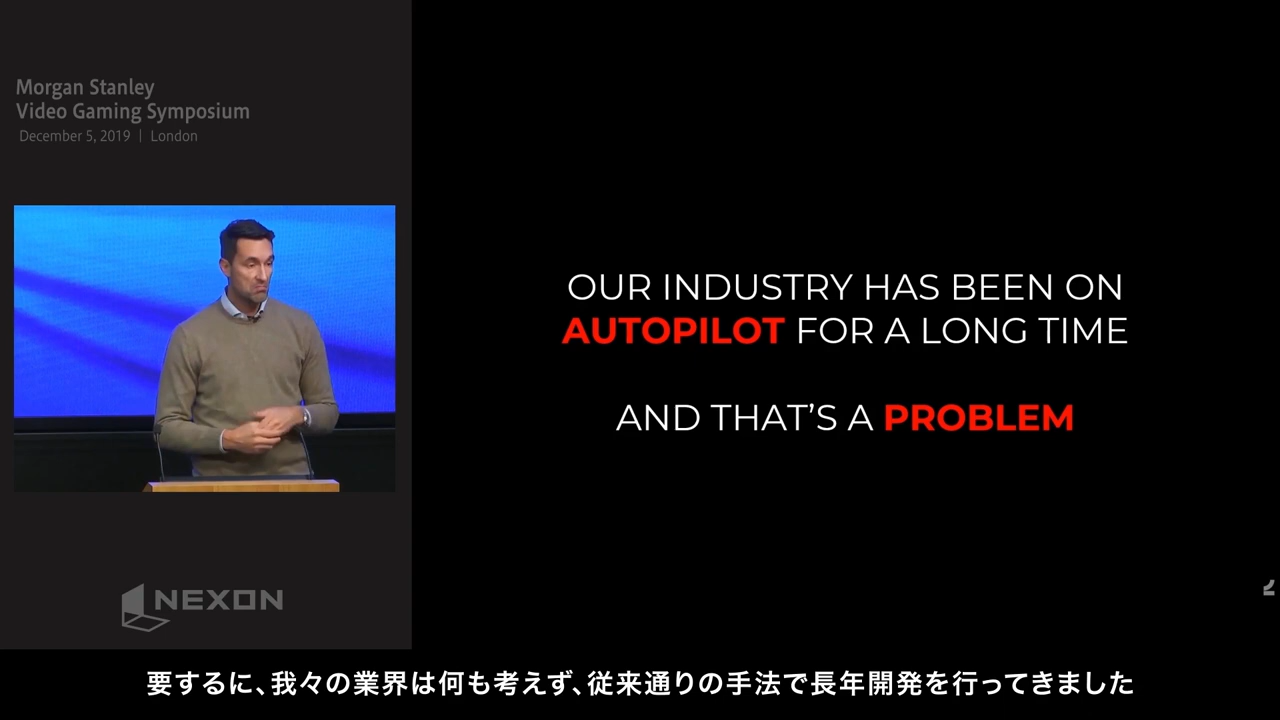 Morgan Stanley
Video Gaming Symposium
December 5, 2019 | London
OUR INDUSTRY HAS BEEN ON
AUTOPILOT FOR A LONG TIME
AND THAT’S A PROBLEM
NEXON
要するに、我々の業界は何も考えず、従来通りの手法で長年開発を行ってきました